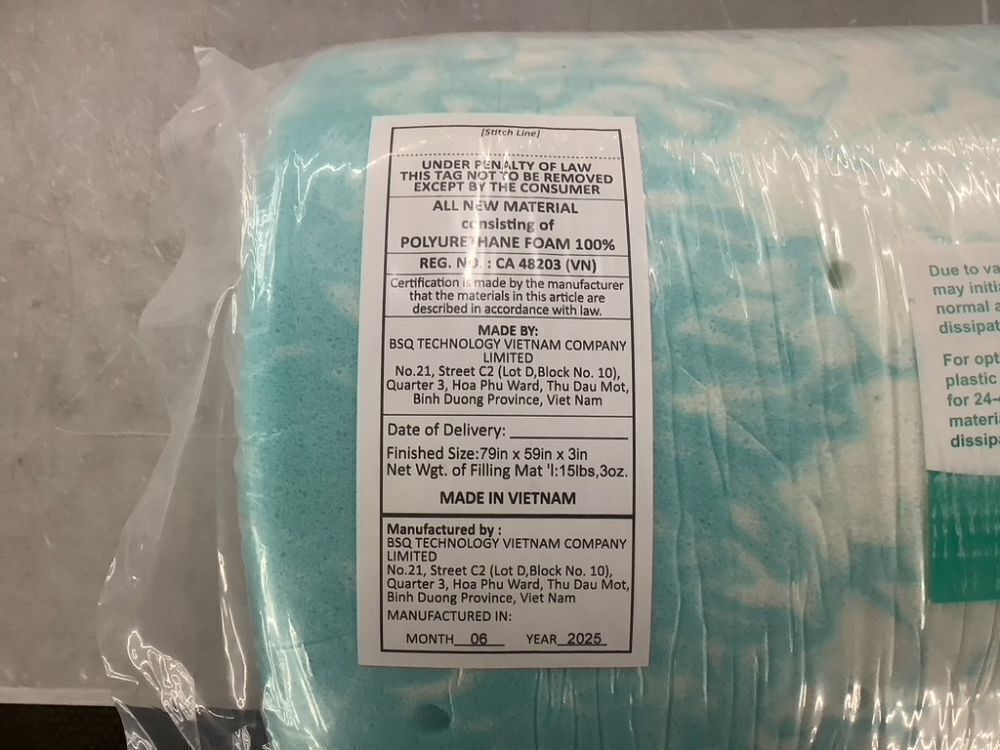 [Stitch Line]
UNDER PENALTY OF LAW
THIS TAG NOT TO BE REMOVED
EXCEPT BY THE CONSUMER
ALL NEW MATERIAL
consisting of
POLYURETHANE FOAM 100%
REG. NO. : CA 48203 (VN)
Certification is made by the manufacturer
that the materials in this article are
described in accordance with law.
MADE BY:
BSQ TECHNOLOGY VIETNAM COMPANY
LIMITED
No.21, Street C2 (Lot D,Block No. 10),
Quarter 3, Hoa Phu Ward, Thu Dau Mot,
Binh Duong Province, Viet Nam
Date of Delivery:
Finished Size:79in x 59in x 3in
Net Wgt. of Filling Mat 'l:15lbs,3oz.
MADE IN VIETNAM
Manufactured by :
BSQ TECHNOLOGY VIETNAM COMPANY
LIMITED
No.21, Street C2 (Lot D,Block No. 10),
Quarter 3, Hoa Phu Ward, Thu Dau Mot,
Binh Duong Province, Viet Nam
MANUFACTURED IN:
MONTH 06 YEAR 2025
Due to
may
normal
For
plastic
for